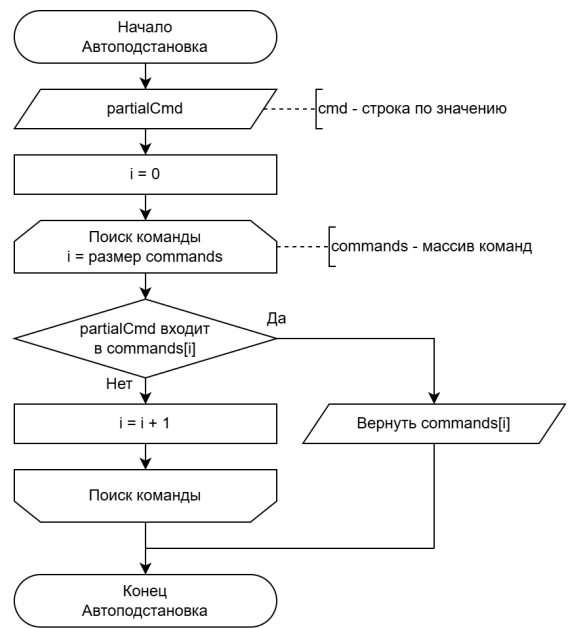 Начало
Автоподстановка
partialCmd
cmd - строка по значению
i = 0
Поиск команды
i = размер commands
commands - массив команд
partialCmd входит
в commands[i]
Да
Нет
i = i + 1
Вернуть commands[i]
Поиск команды
Конец
Автоподстановка